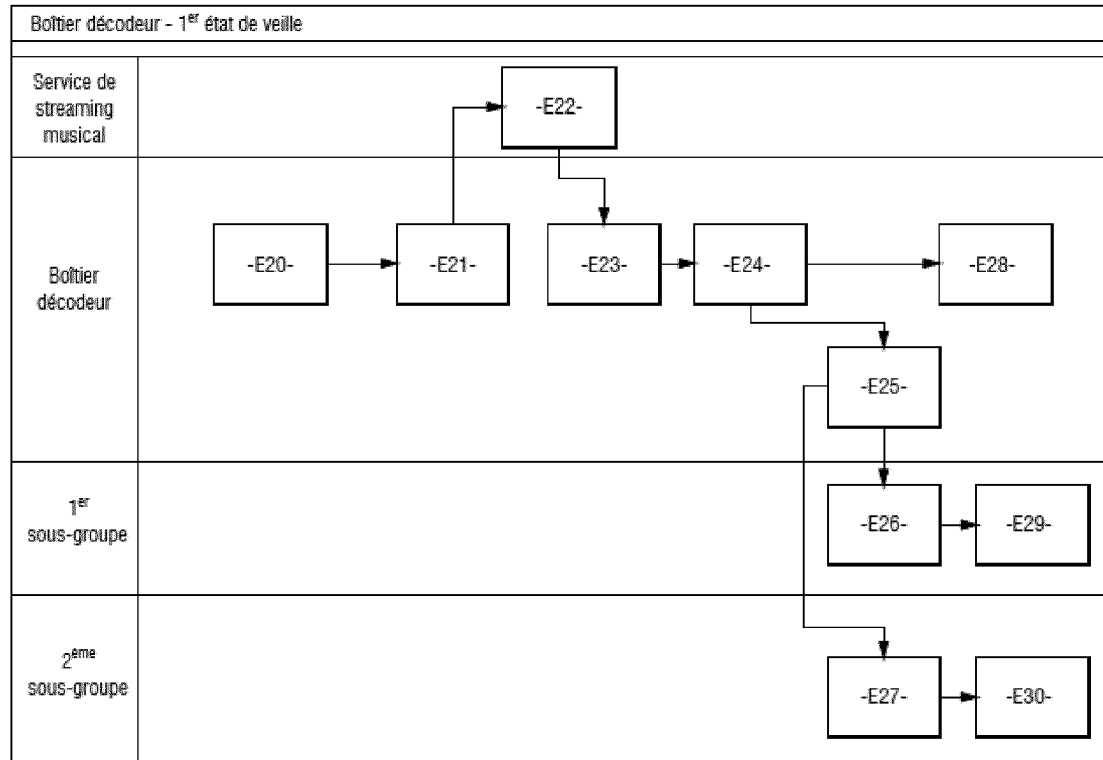 Boîtier décodeur - 1er état de veille
Service de
streaming
musical
-E22-
Boîtier
décodeur
-E20-
-E21-
-E23-
-E24-
-E28-
-E25-
1er
sous-groupe
-E26-
-E29-
2ème
sous-groupe
-E27-
-E30-